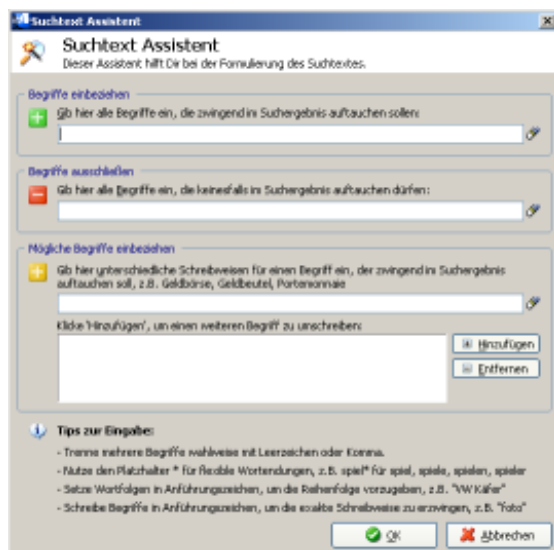 Suchtext Assistent
Suchtext Assistent
Dieser Assistent hilft Dir bei der Formulierung des Suchtextes.
Begriffe einbeziehen
Gib hier alle Begriffe ein, die zwingend im Suchergebnis auftauchen sollen:
Begriffe ausschließen
Gib hier alle Begriffe ein, die keinesfalls im Suchergebnis auftauchen dürfen:
Mögliche Begriffe einbeziehen
Gib hier unterschiedliche Schreibweisen für einen Begriff ein, der zwingend im Suchergebnis
auftauchen soll, z.B. Geldbörse, Geldbeutel, Portemonnaie
Klicke 'Hinzufügen', um einen weiteren Begriff zu umschreiben:
Hinzufügen
Entfernen
Tips zur Eingabe:
- Trenne mehrere Begriffe wahlweise mit Leerzeichen oder Komma.
- Nutze den Platzhalter * für flexible Wortendungen, z.B. spiel* für spiel, spiele, spielen, spieler
- Setze Wortfolgen in Anführungszeichen, um die Reihenfolge vorzugeben, z.B. "VW Käfer"
- Schreibe Begriffe in Anführungszeichen, um die exakte Schreibweise zu erzwingen, z.B. "foto"
OK
Abbrechen